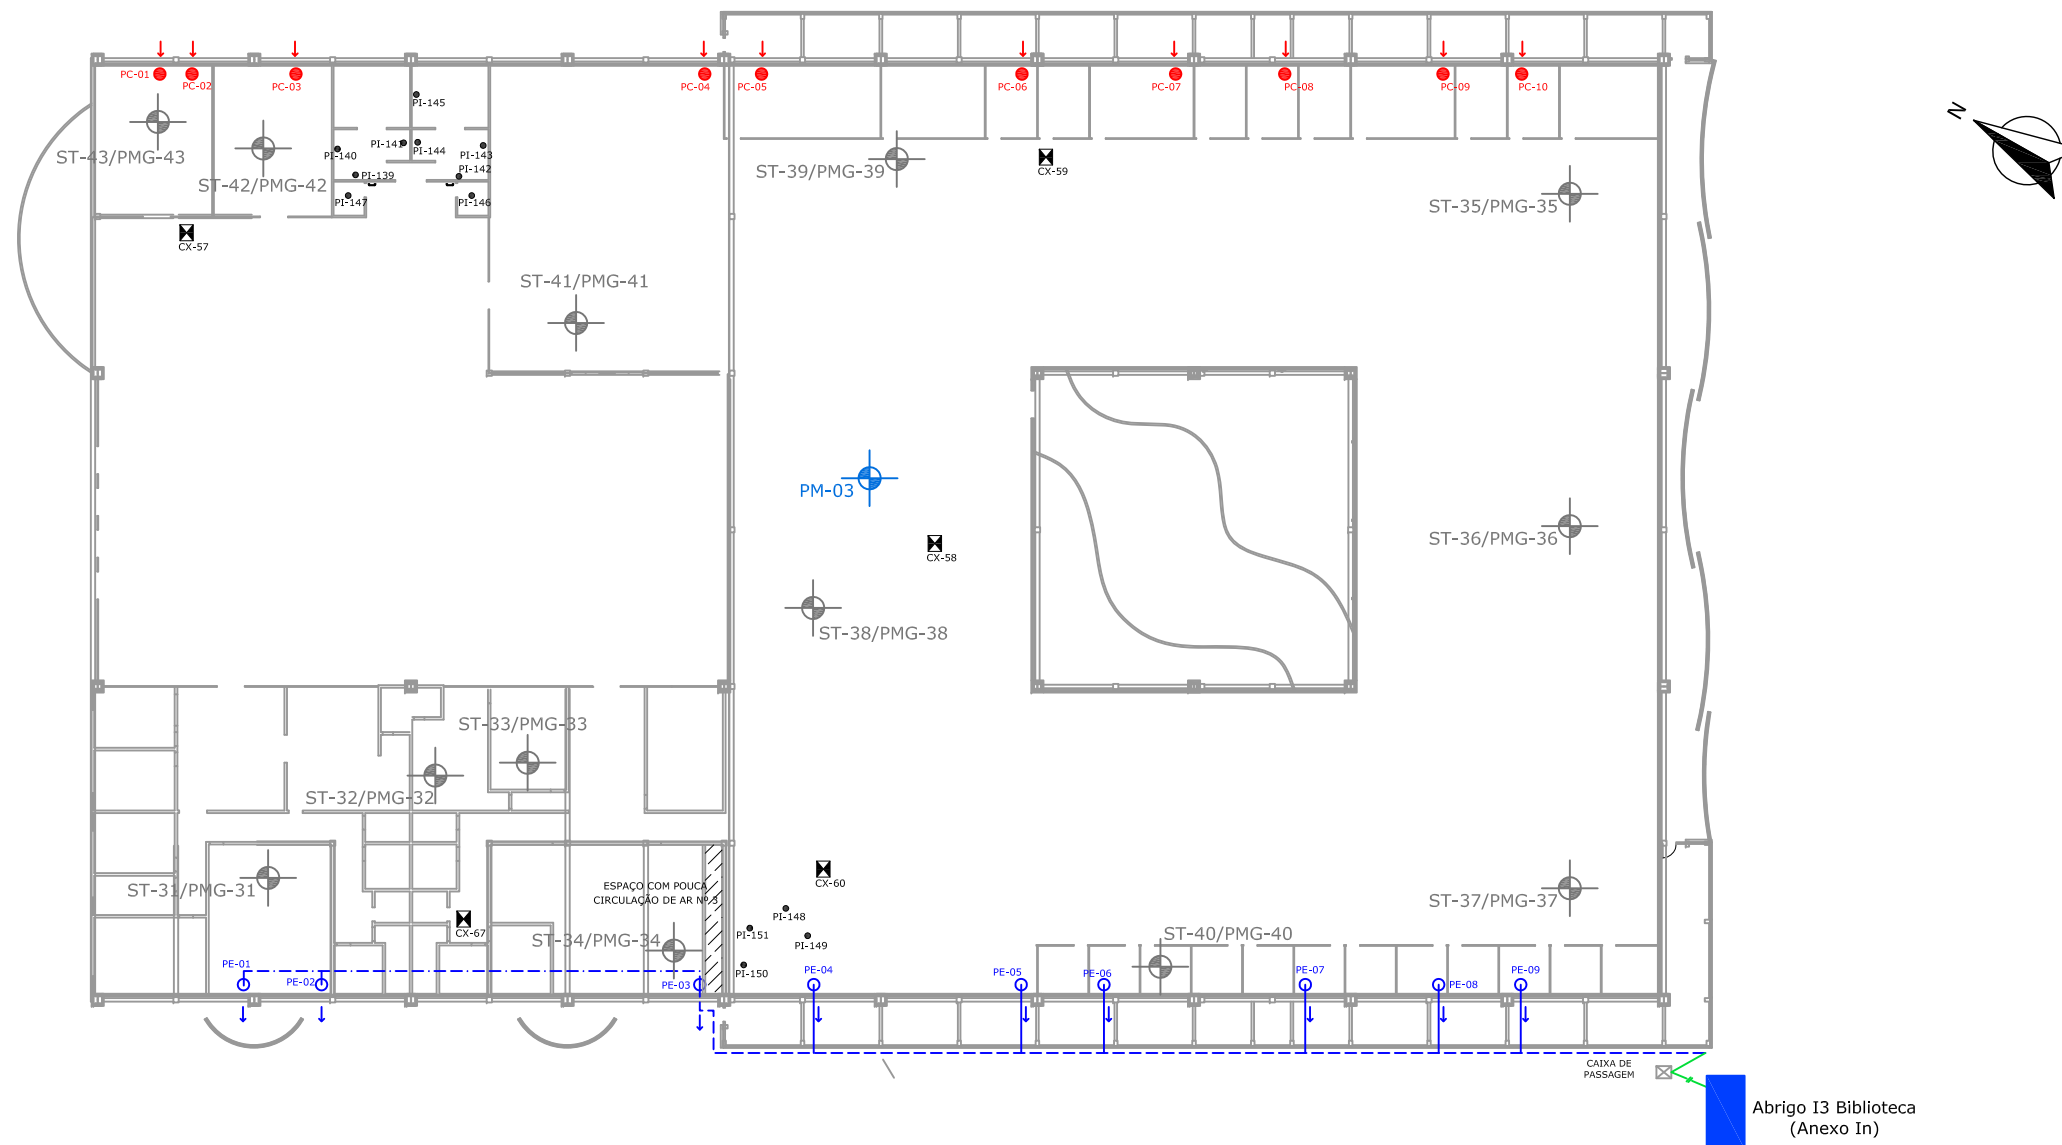 PC-01
PC-02
PC-03
PC-04
PC-05
PC-06
PC-07
PC-08
PC-09
PC-10
N
PI-145
PI-140
PI-141
PI-144
PI-143
PI-142
PI-139
PI-147
PI-146
ST-43/PMG-43
ST-42/PMG-42
ST-39/PMG-39
CX-59
ST-35/PMG-35
CX-57
ST-41/PMG-41
PM-03
CX-58
ST-36/PMG-36
ST-38/PMG-38
ST-33/PMG-33
ST-32/PMG-32
ST-31/PMG-31
ESPAÇO COM POUCA
CIRCULAÇÃO DE AR Nº 3
CX-60
ST-37/PMG-37
CX-67
PI-148
PI-151
PI-149
PI-150
ST-34/PMG-34
ST-40/PMG-40
PE-01
PE-02
PE-03
PE-04
PE-05
PE-06
PE-07
PE-08
PE-09
CAIXA DE
PASSAGEM
Abrigo I3 Biblioteca
(Anexo In)